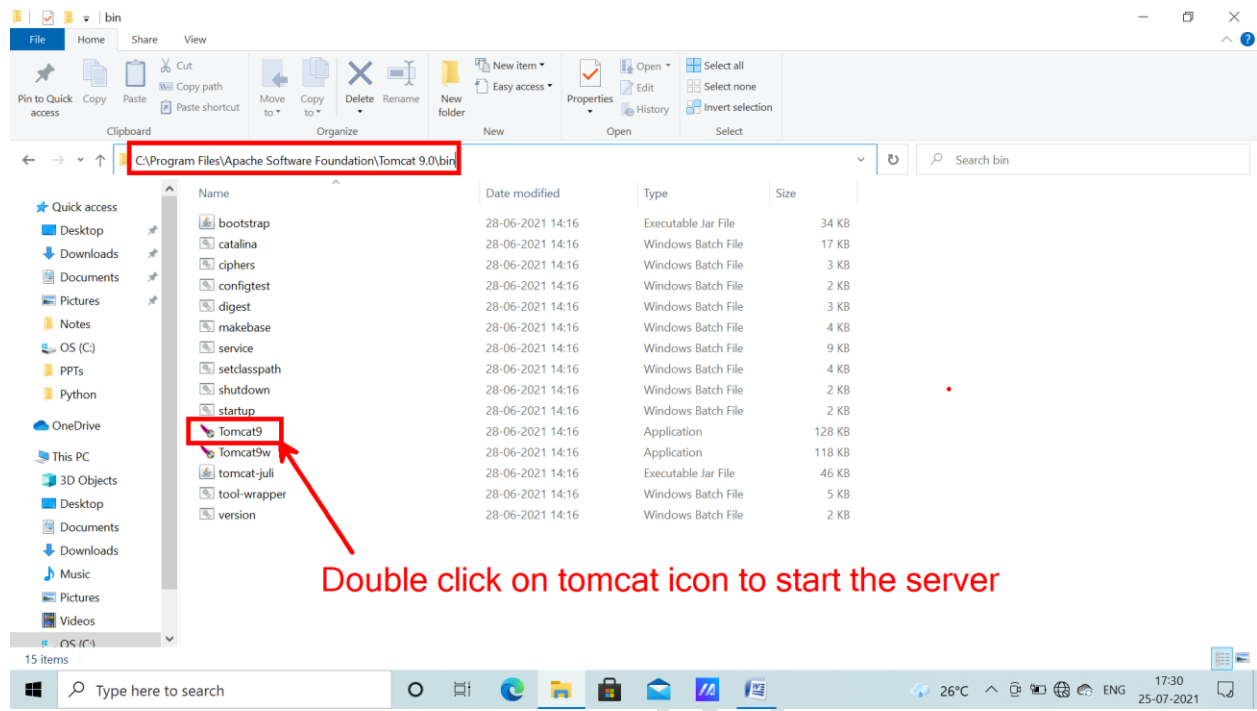 bin
File Home Share View
Pin to Quick access
Copy
Paste
Cut
Copy path
Paste shortcut
Clipboard
Move to
Copy to
Delete
Rename
Organize
New folder
New item
Easy access
New
Properties
Open
Edit
History
Open
Select all
Select none
Invert selection
Select
C:\Program Files\Apache Software Foundation\Tomcat 9.0\bin
Search bin
Quick access
Desktop
Downloads
Documents
Pictures
Notes
OS (C:)
PPTs
Python
OneDrive
This PC
3D Objects
Desktop
Documents
Downloads
Music
Pictures
Videos
OS (C:)
Name Date modified Type Size
bootstrap 28-06-2021 14:16 Executable Jar File 34 KB
catalina 28-06-2021 14:16 Windows Batch File 17 KB
ciphers 28-06-2021 14:16 Windows Batch File 3 KB
configtest 28-06-2021 14:16 Windows Batch File 2 KB
digest 28-06-2021 14:16 Windows Batch File 3 KB
makebase 28-06-2021 14:16 Windows Batch File 4 KB
service 28-06-2021 14:16 Windows Batch File 9 KB
setclasspath 28-06-2021 14:16 Windows Batch File 4 KB
shutdown 28-06-2021 14:16 Windows Batch File 2 KB
startup 28-06-2021 14:16 Windows Batch File 2 KB
Tomcat9 28-06-2021 14:16 Application 128 KB
Tomcat9w 28-06-2021 14:16 Application 118 KB
tomcat-juli 28-06-2021 14:16 Executable Jar File 46 KB
tool-wrapper 28-06-2021 14:16 Windows Batch File 5 KB
version 28-06-2021 14:16 Windows Batch File 2 KB
Double click on tomcat icon to start the server
15 items
Type here to search
26°C
ENG
17:30
25-07-2021